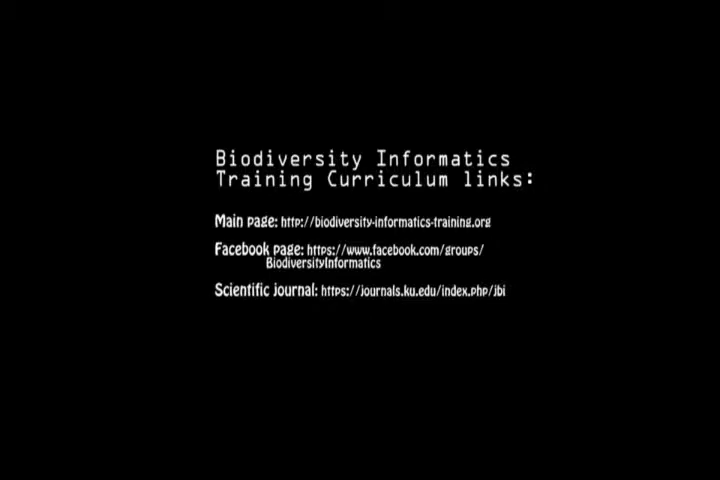 Biodiversity Informatics
Training Curriculum links:
Main page: http://biodiversity-informatics-training.org
Facebook page: https://www.facebook.com/groups/
BiodiversityInformatics
Scientific journal: https://journals.ku.edu/index.php/jbi